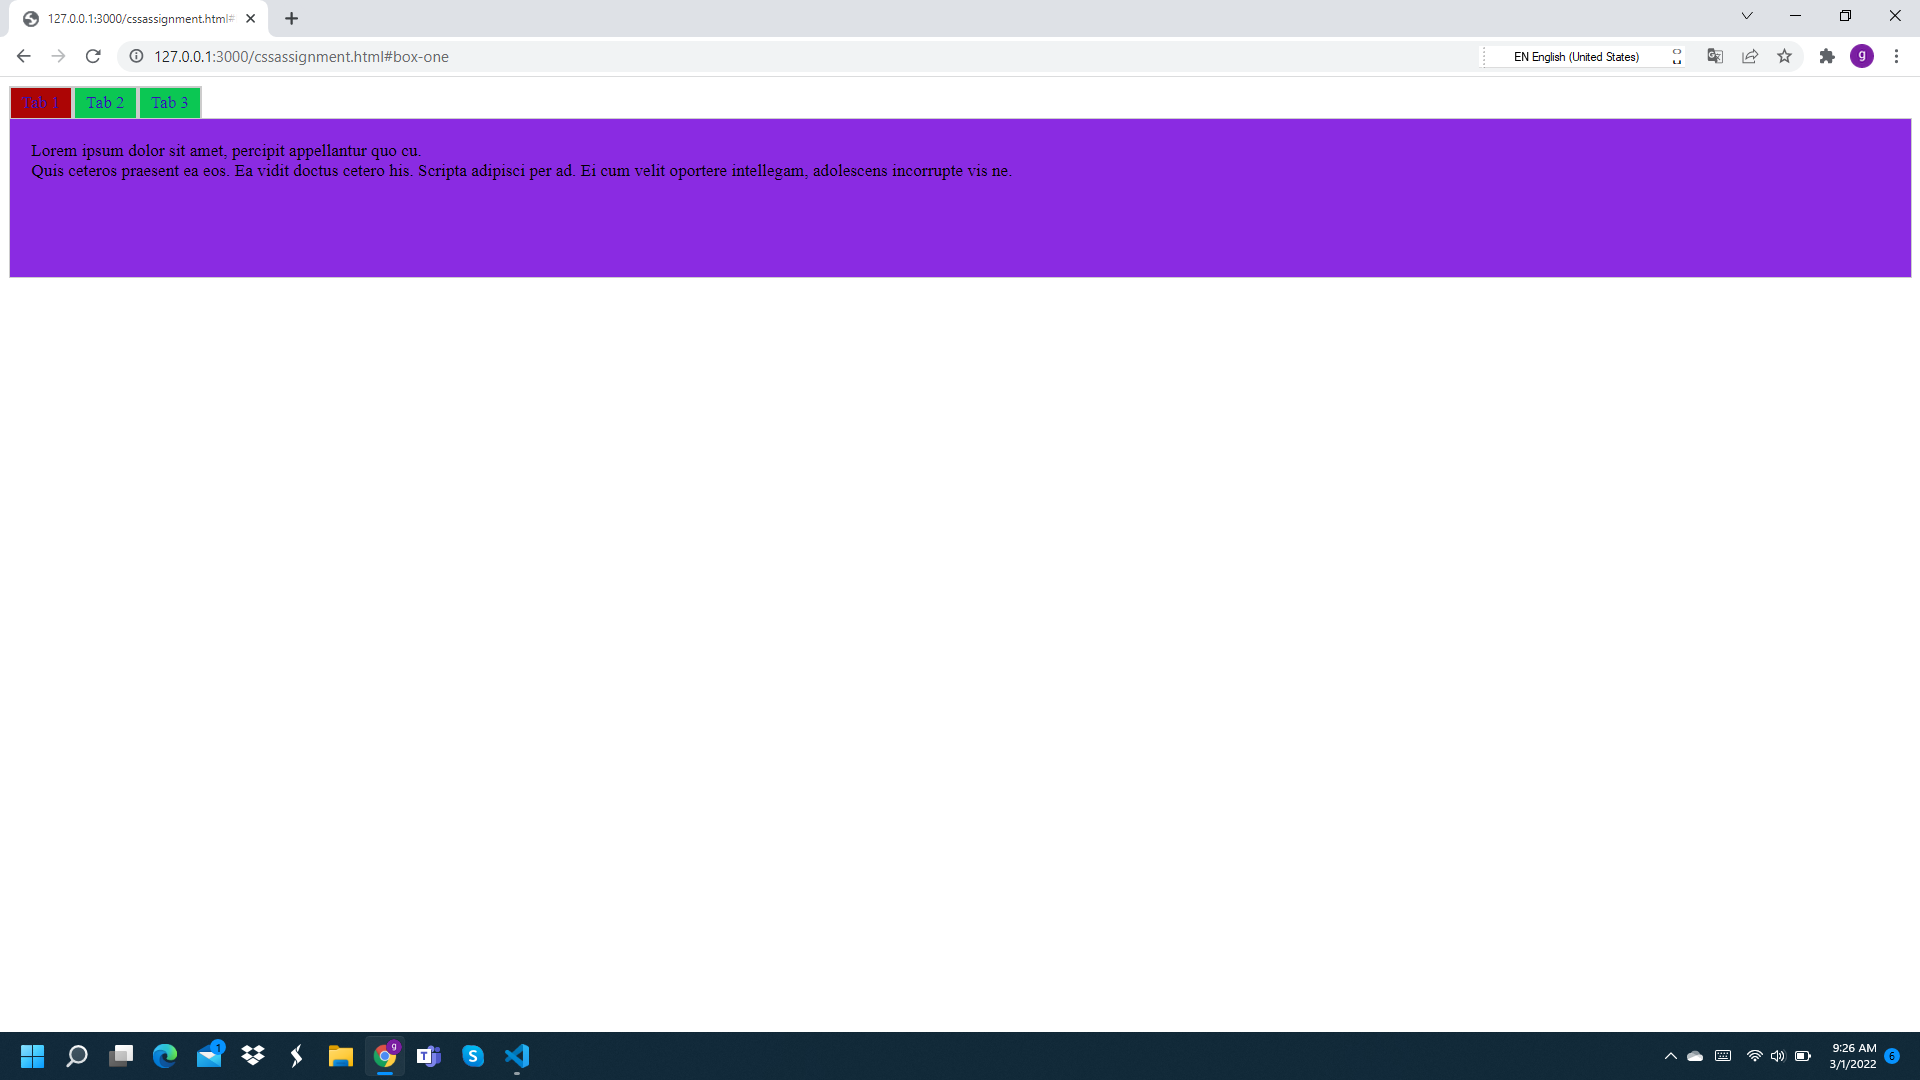 127.0.0.1:3000/cssassignment.html#
127.0.0.1:3000/cssassignment.html#box-one
EN English (United States)
g
Tab 1
Tab 2
Tab 3
Lorem ipsum dolor sit amet, percipit appellantur quo cu.
Quis ceteros praesent ea eos. Ea vidit doctus cetero his. Scripta adipisci per ad. Ei cum velit oportere intellegam, adolescens incorrupte vis ne.
1
g
T
S
9:26 AM
3/1/2022
6